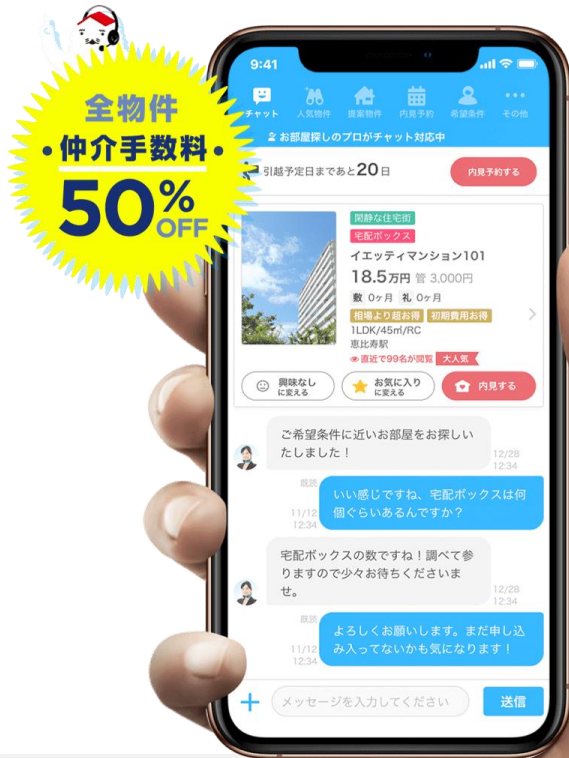 全物件
・仲介手数料・
50%
OFF
9:41
チャット
人気物件
提案物件
内見予約
希望条件
その他
お部屋探しのプロがチャット対応中
引越予定日まであと20日
内見予約する
閑静な住宅街
宅配ボックス
イエッティマンション101
18.5万円 管 3,000円
敷 0ヶ月 礼 0ヶ月
相場より超お得 初期費用お得
1LDK/45㎡/RC
恵比寿駅
直近で99名が閲覧 大人気
興味なし
に変える
お気に入り
に変える
内見する
ご希望条件に近いお部屋をお探しい
たしました！
12/28
12:34
既読
11/12
12:34
いい感じですね、宅配ボックスは何
個ぐらいあるんですか？
宅配ボックスの数ですね！調べて参
りますので少々お待ちくださいま
せ。
12/28
12:34
既読
11/12
12:34
よろしくお願いします。まだ申し込
み入ってないかも気になります！
メッセージを入力してください
送信